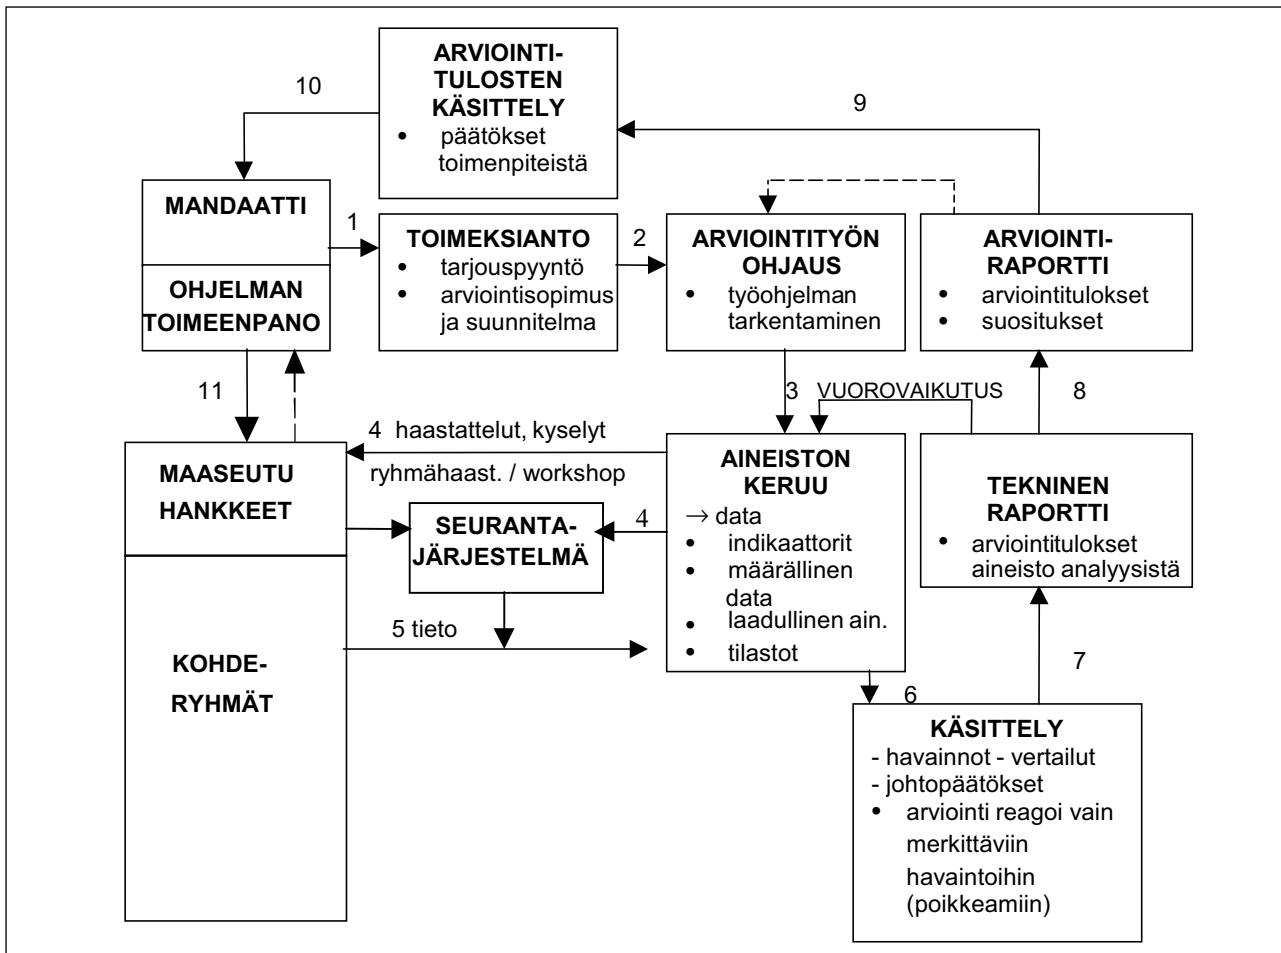 ARVIOINTI-
TULOSTEN
KÄSITTELY
• päätökset
toimenpiteistä
10
9
MANDAATTI
OHJELMAN
TOIMEENPANO
1
TOIMEKSIANTO
• tarjouspyyntö
• arviointisopimus
ja suunnitelma
2
ARVIOINTITYÖN
OHJAUS
• työohjelman
tarkentaminen
ARVIOINTI-
RAPORTTI
• arviointitulokset
• suositukset
11
3
VUOROVAIKUTUS
8
4 haastattelut, kyselyt
ryhmähaast. / workshop
MAASEUTU
HANKKEET
SEURANTA-
JÄRJESTELMÄ
4
AINEISTON
KERUU
→ data
• indikaattorit
• määrällinen
data
• laadullinen ain.
• tilastot
TEKNINEN
RAPORTTI
• arviointitulokset
aineisto analyysistä
5 tieto
KOHDE-
RYHMÄT
6
7
KÄSITTELY
- havainnot - vertailut
- johtopäätökset
• arviointi reagoi vain
merkittäviin
havaintoihin
(poikkeamiin)